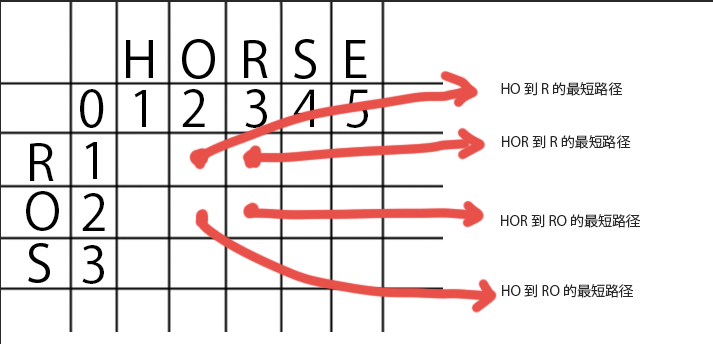 H O R S E
0 1 2 3 4 5
HO 到 R 的最短路径
R 1
HOR 到 R 的最短路径
O 2
HOR 到 RO 的最短路径
S 3
HO 到 RO 的最短路径